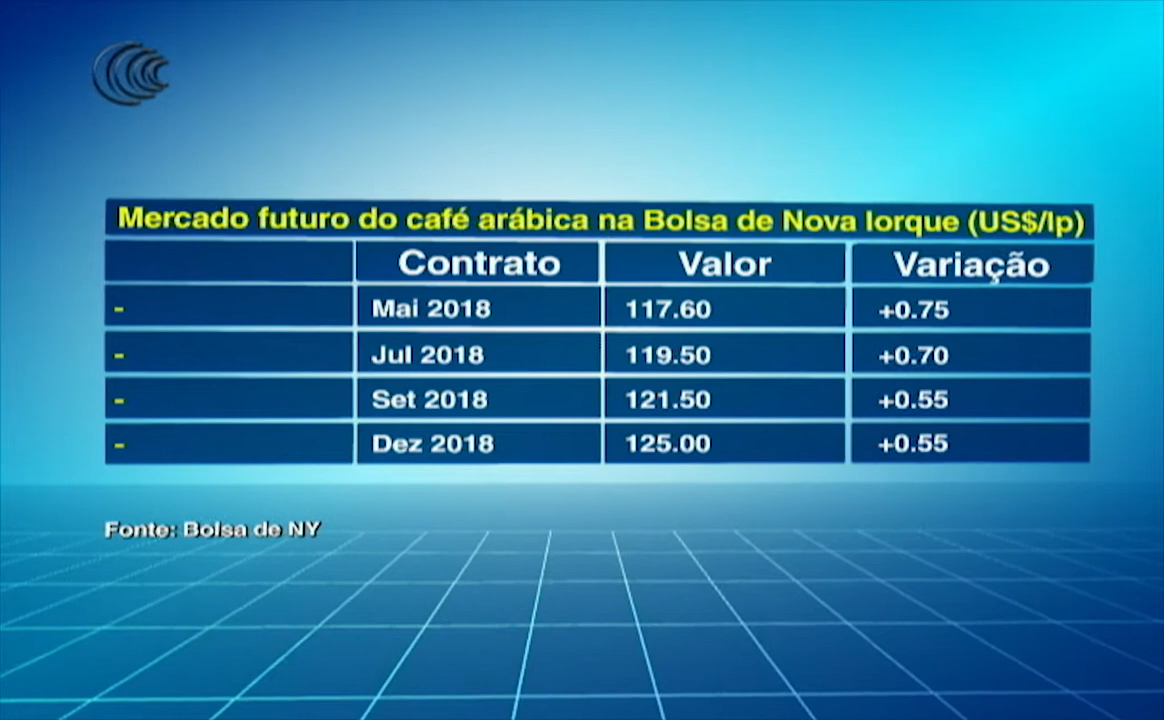 Mercado futuro do café arábica na Bolsa de Nova Iorque (US$/lp)
Contrato Valor Variação
- Mai 2018 117.60 +0.75
- Jul 2018 119.50 +0.70
- Set 2018 121.50 +0.55
- Dez 2018 125.00 +0.55
Fonte: Bolsa de NY